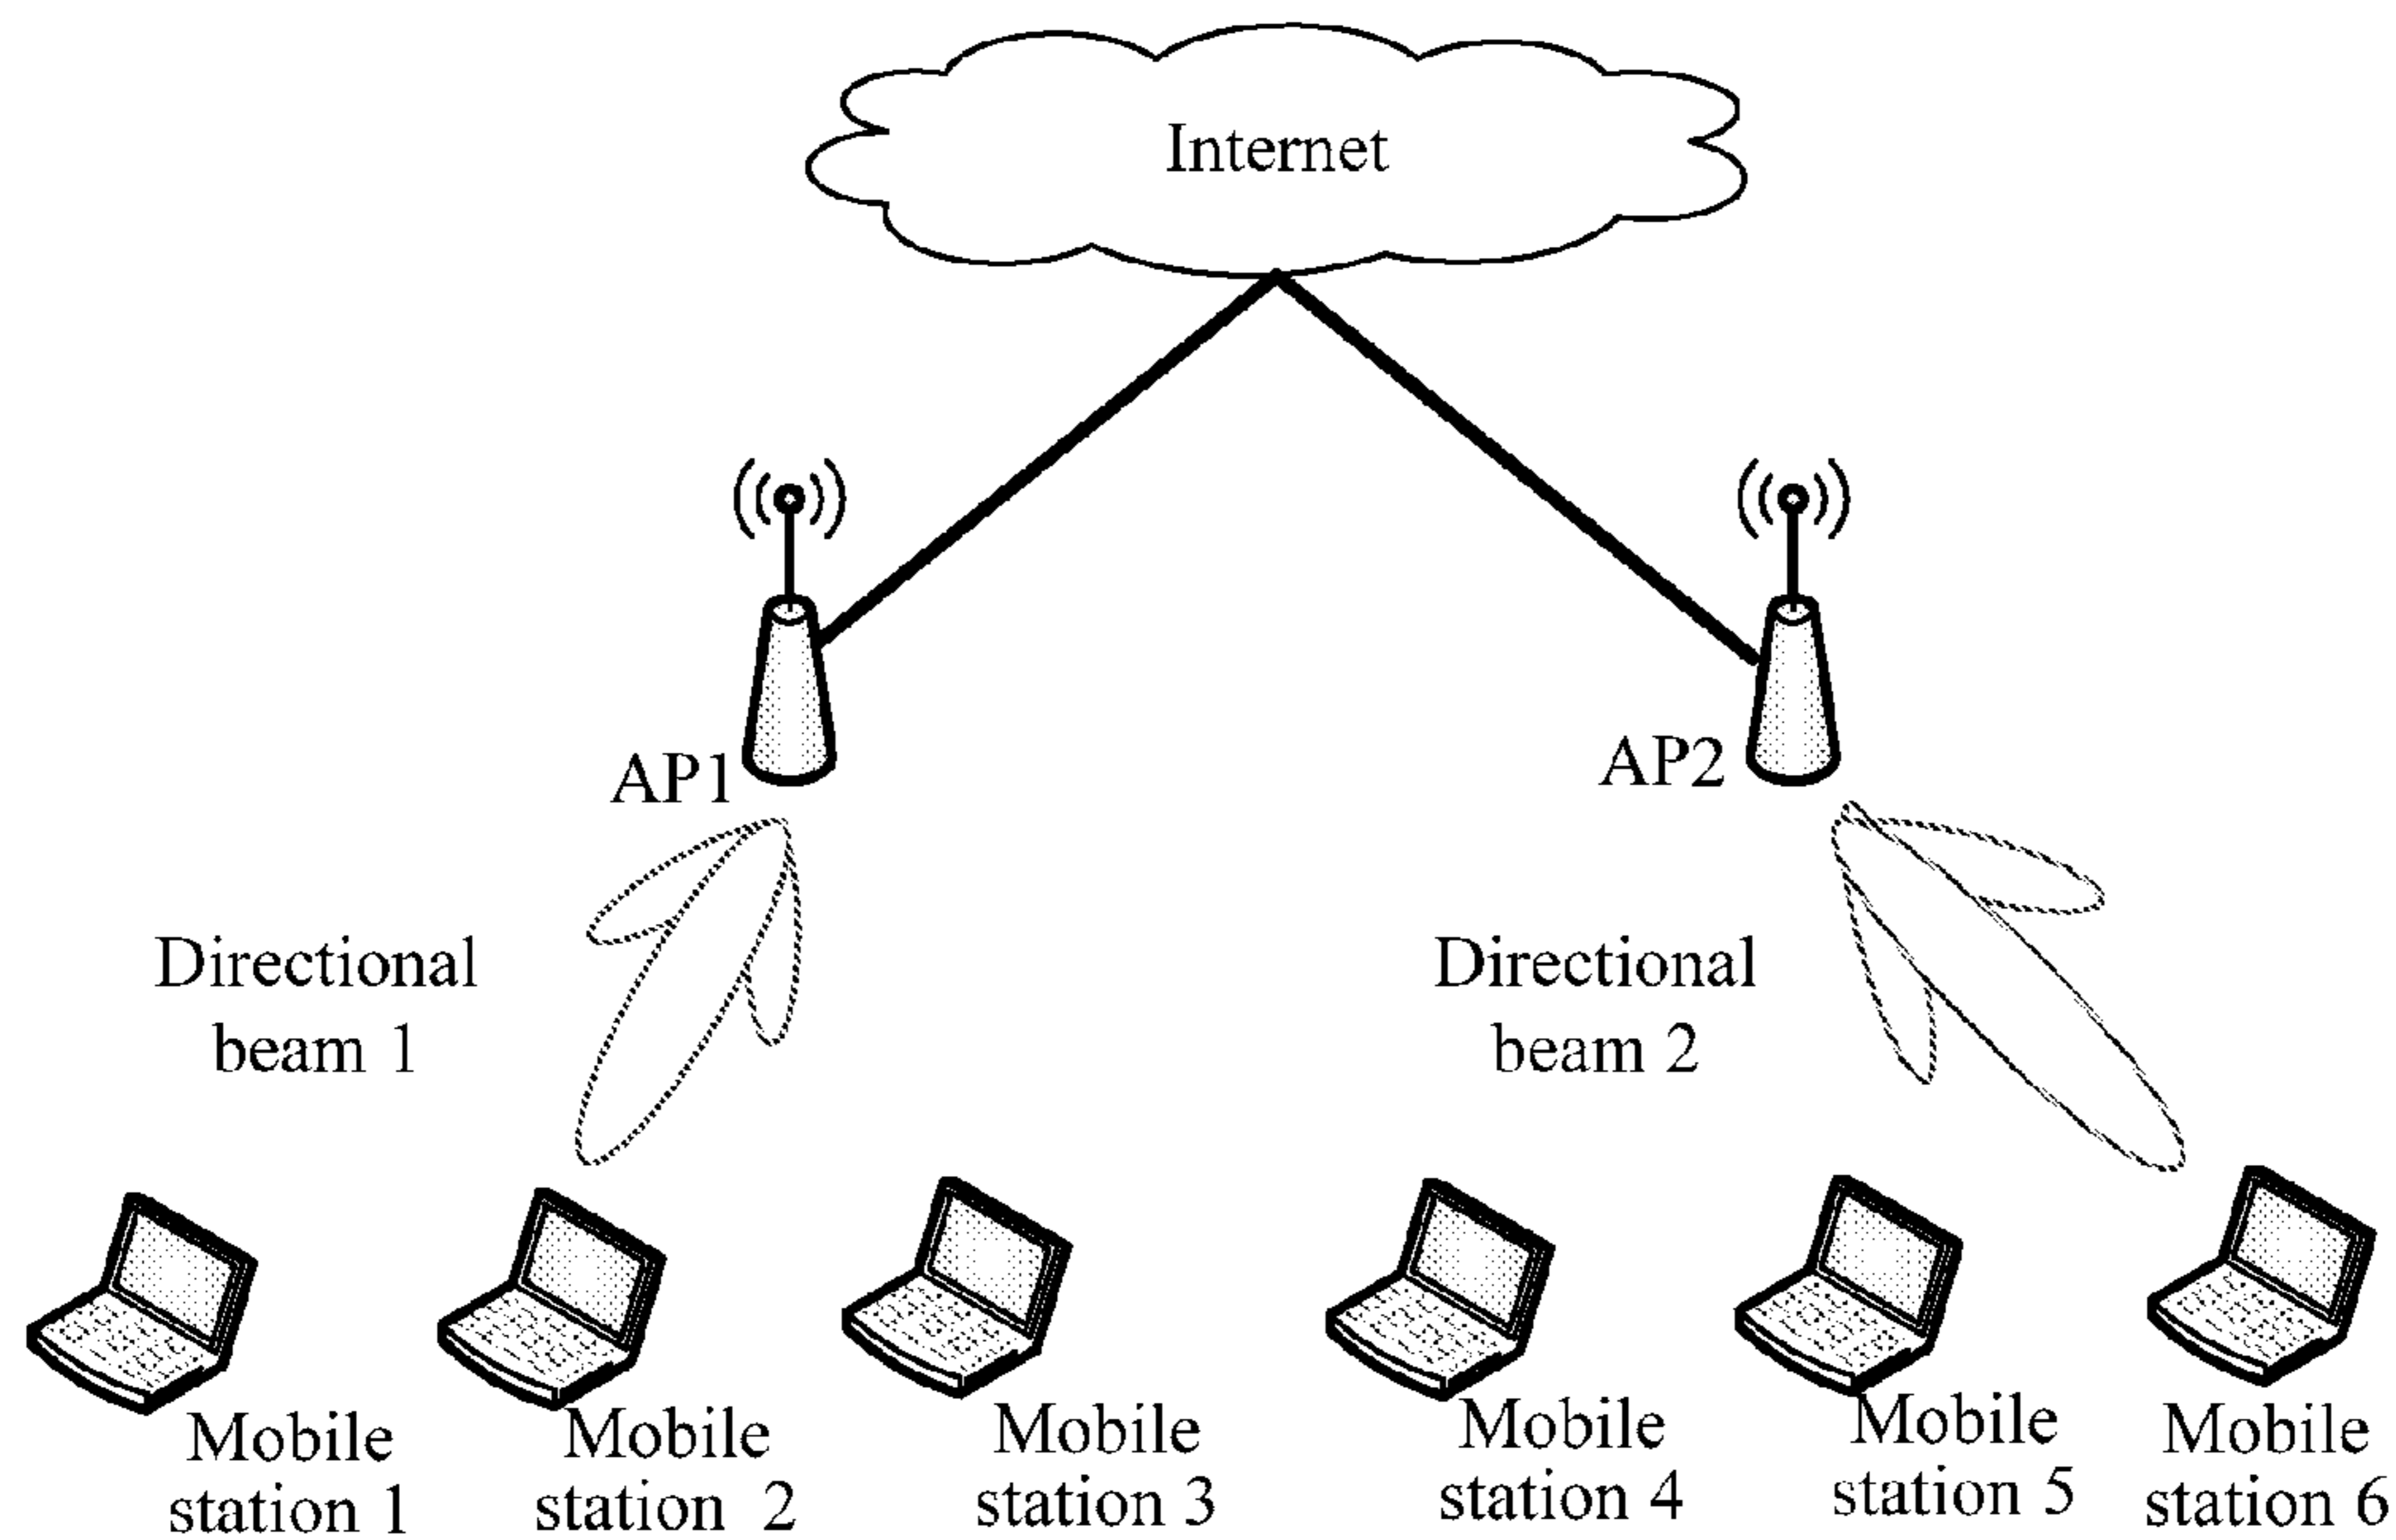 Internet
AP1
AP2
Directional
beam 1
Directional
beam 2
Mobile
station 1
Mobile
station 2
Mobile
station 3
Mobile
station 4
Mobile
station 5
Mobile
station 6